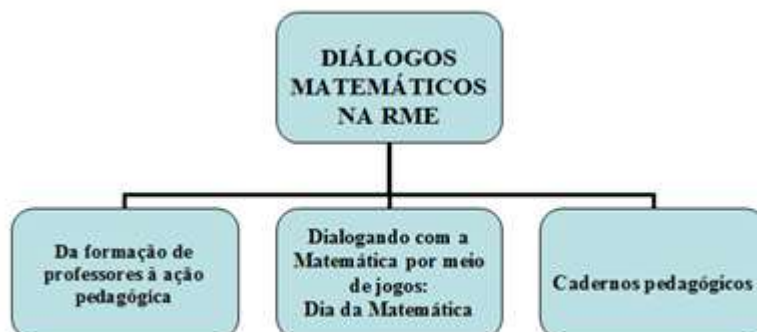 DIÁLOGOS
MATEMÁTICOS
NA RME
Da formação de
professores à ação
pedagógica
Dialogando com a
Matemática por meio
de jogos:
Dia da Matemática
Cadernos pedagógicos